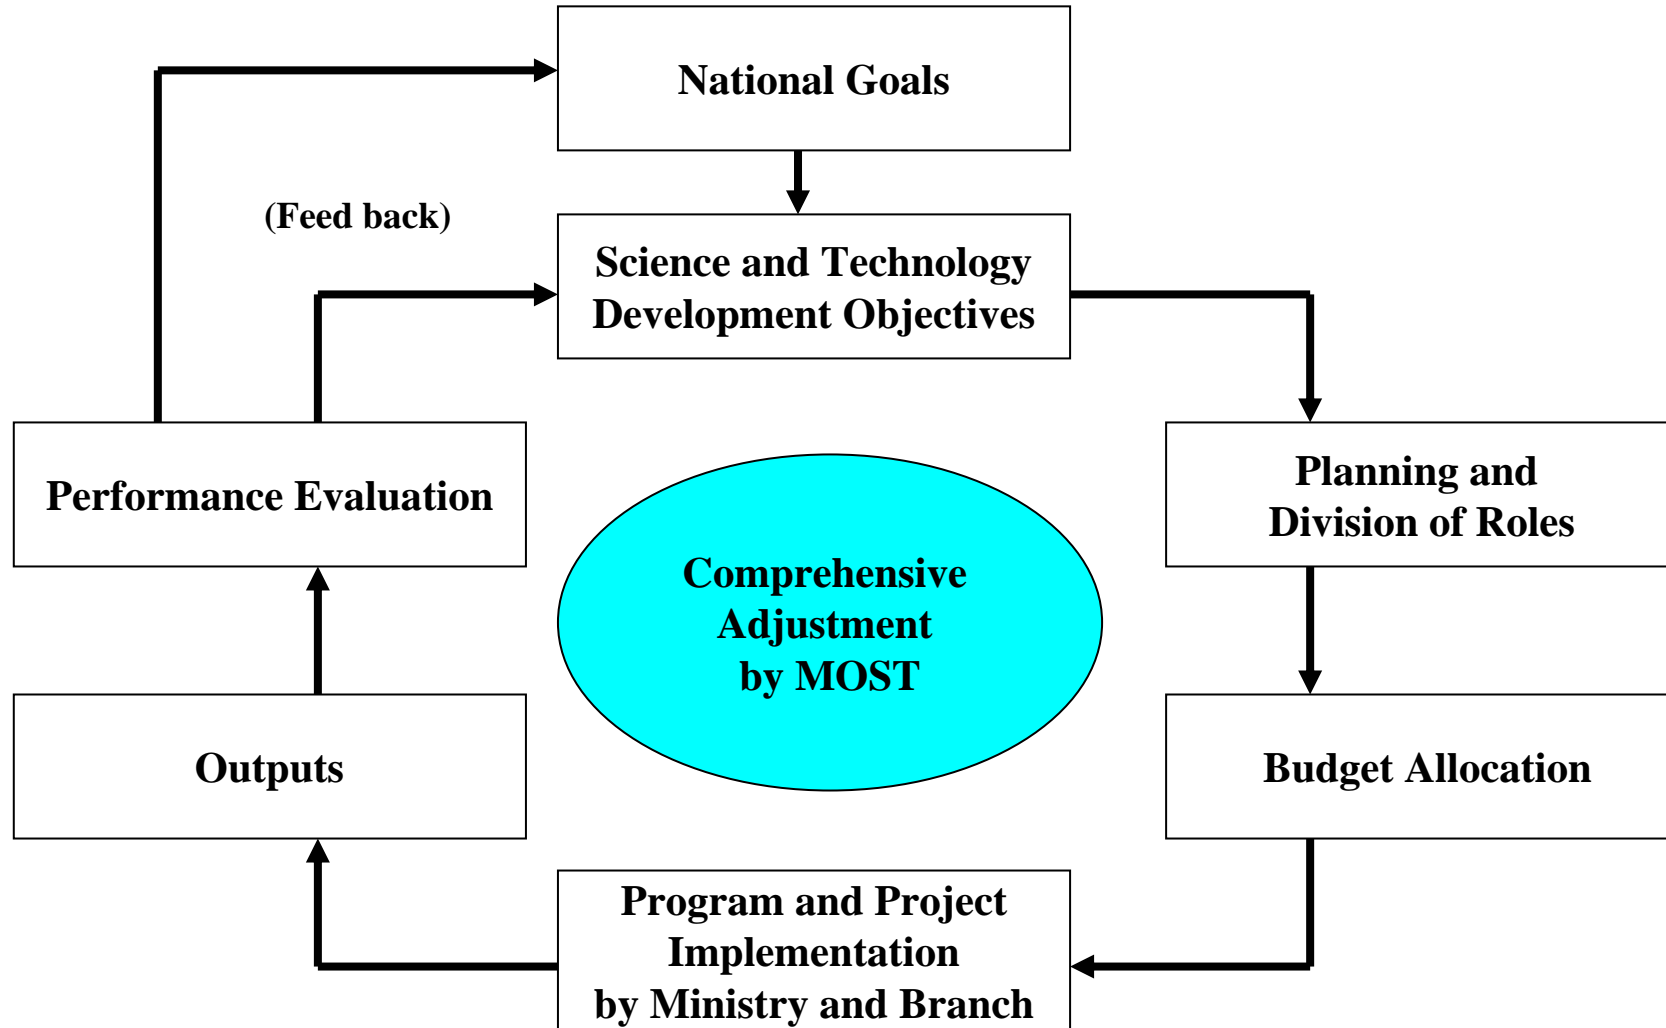 National Goals
(Feed back)
Science and Technology
Development Objectives
Performance Evaluation
Planning and
Division of Roles
Comprehensive
Adjustment
by MOST
Outputs
Budget Allocation
Program and Project
Implementation
by Ministry and Branch